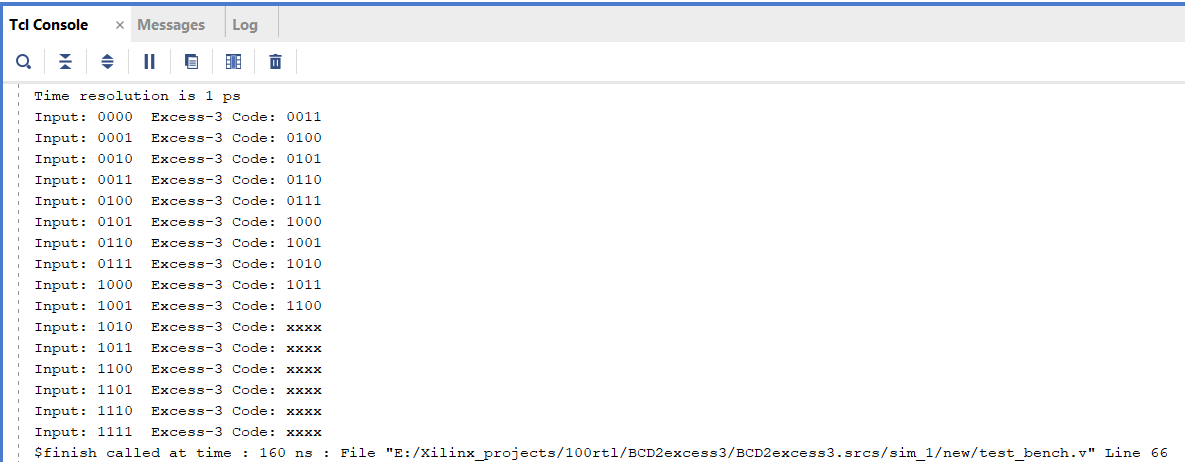 Tcl Console × Messages Log
Time resolution is 1 ps
Input: 0000  Excess-3 Code: 0011
Input: 0001  Excess-3 Code: 0100
Input: 0010  Excess-3 Code: 0101
Input: 0011  Excess-3 Code: 0110
Input: 0100  Excess-3 Code: 0111
Input: 0101  Excess-3 Code: 1000
Input: 0110  Excess-3 Code: 1001
Input: 0111  Excess-3 Code: 1010
Input: 1000  Excess-3 Code: 1011
Input: 1001  Excess-3 Code: 1100
Input: 1010  Excess-3 Code: xxxx
Input: 1011  Excess-3 Code: xxxx
Input: 1100  Excess-3 Code: xxxx
Input: 1101  Excess-3 Code: xxxx
Input: 1110  Excess-3 Code: xxxx
Input: 1111  Excess-3 Code: xxxx
$finish called at time : 160 ns : File "E:/Xilinx_projects/100rtl/BCD2excess3/BCD2excess3.srcs/sim_1/new/test_bench.v" Line 66